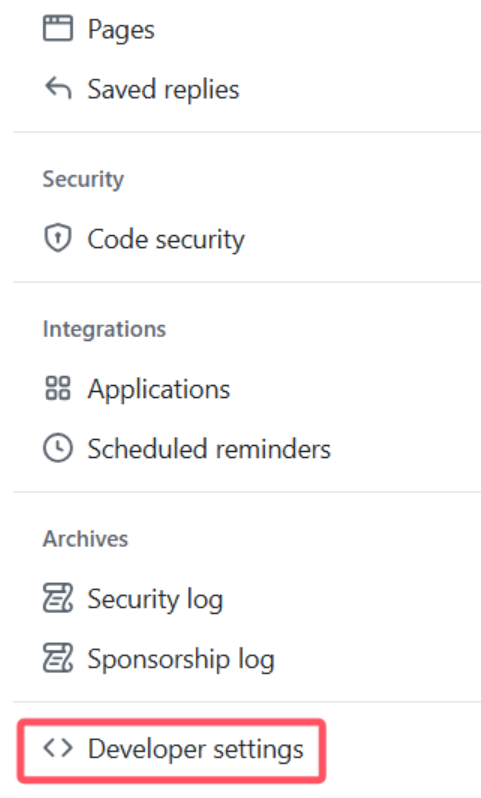 Pages
Saved replies
Security
Code security
Integrations
Applications
Scheduled reminders
Archives
Security log
Sponsorship log
Developer settings